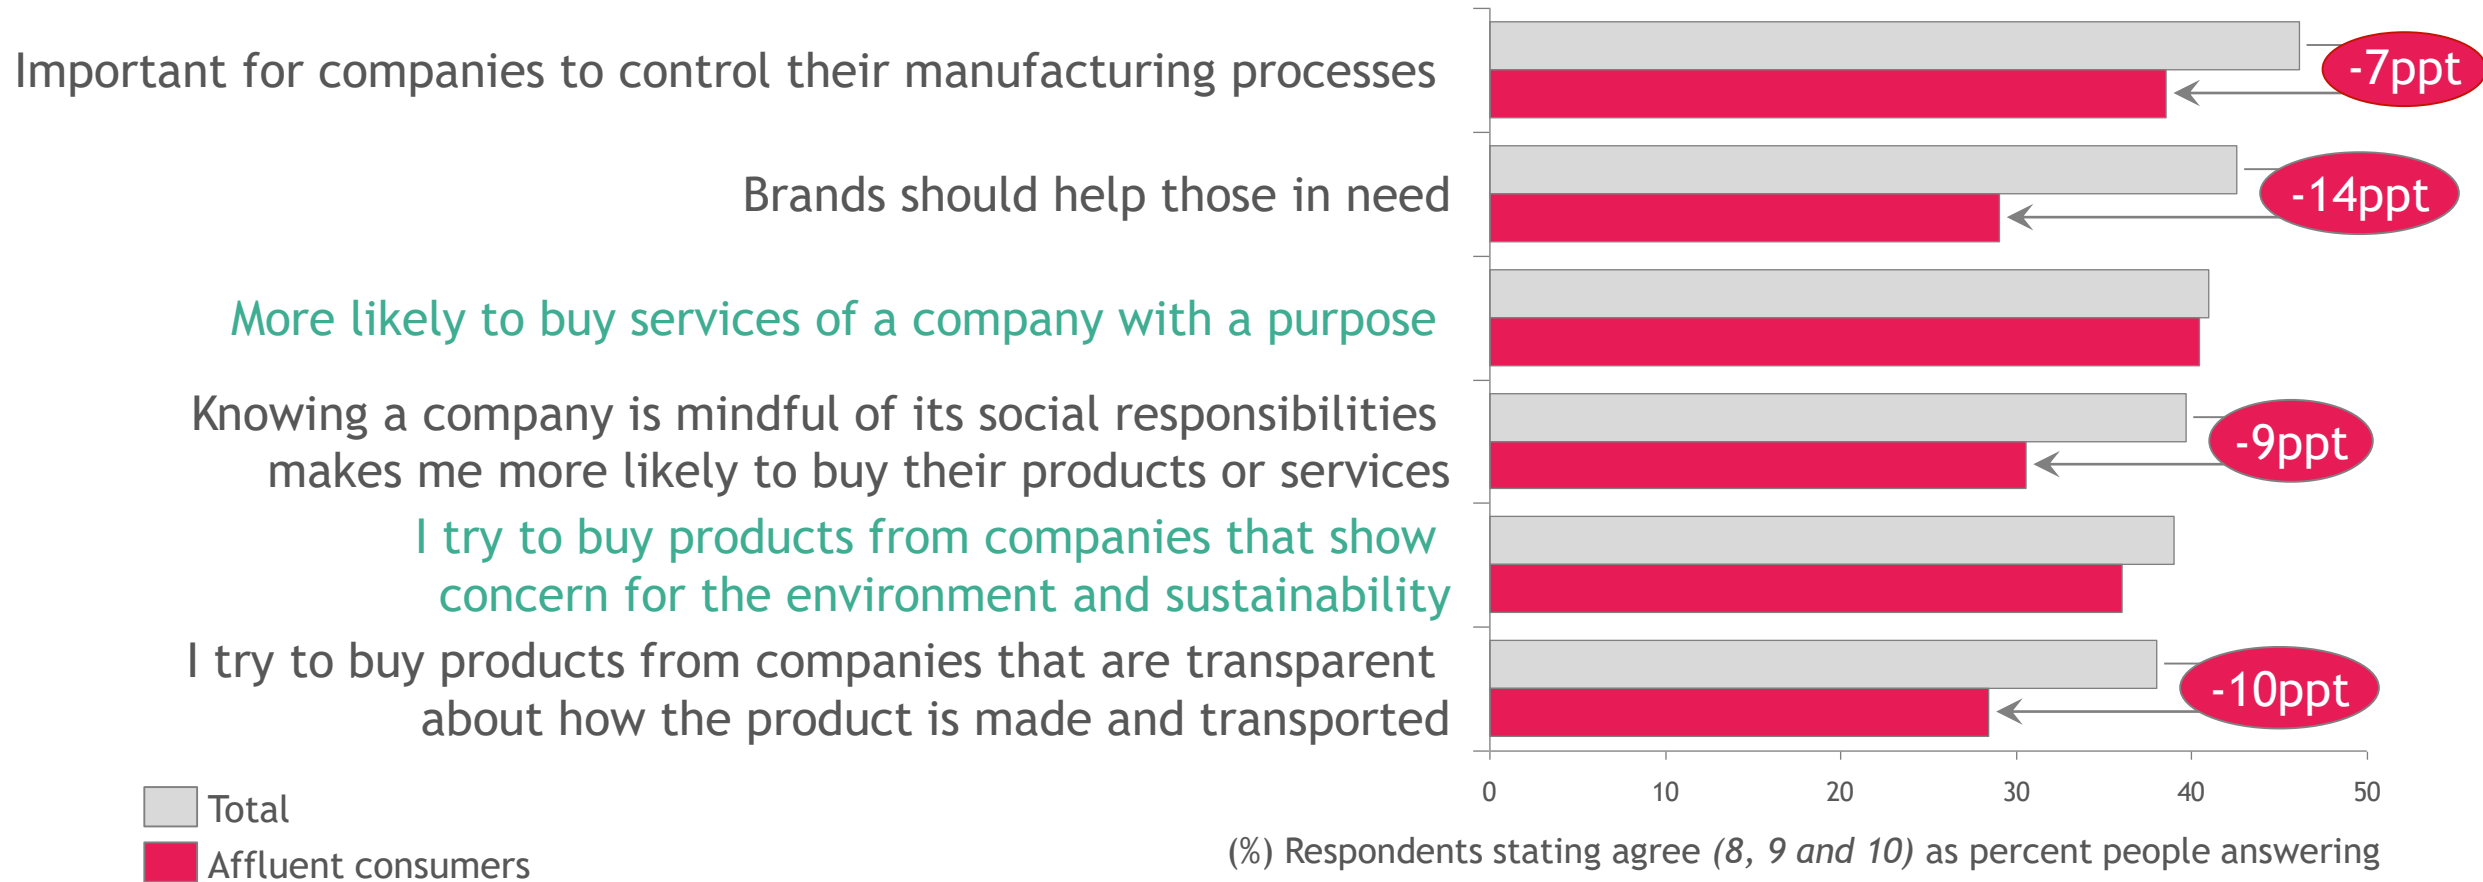 Important for companies to control their manufacturing processes
-7ppt
Brands should help those in need
-14ppt
More likely to buy services of a company with a purpose
Knowing a company is mindful of its social responsibilities
makes me more likely to buy their products or services
-9ppt
I try to buy products from companies that show
concern for the environment and sustainability
I try to buy products from companies that are transparent
about how the product is made and transported
-10ppt
0 10 20 30 40 50
Total
Affluent consumers
(%) Respondents stating agree (8, 9 and 10) as percent people answering